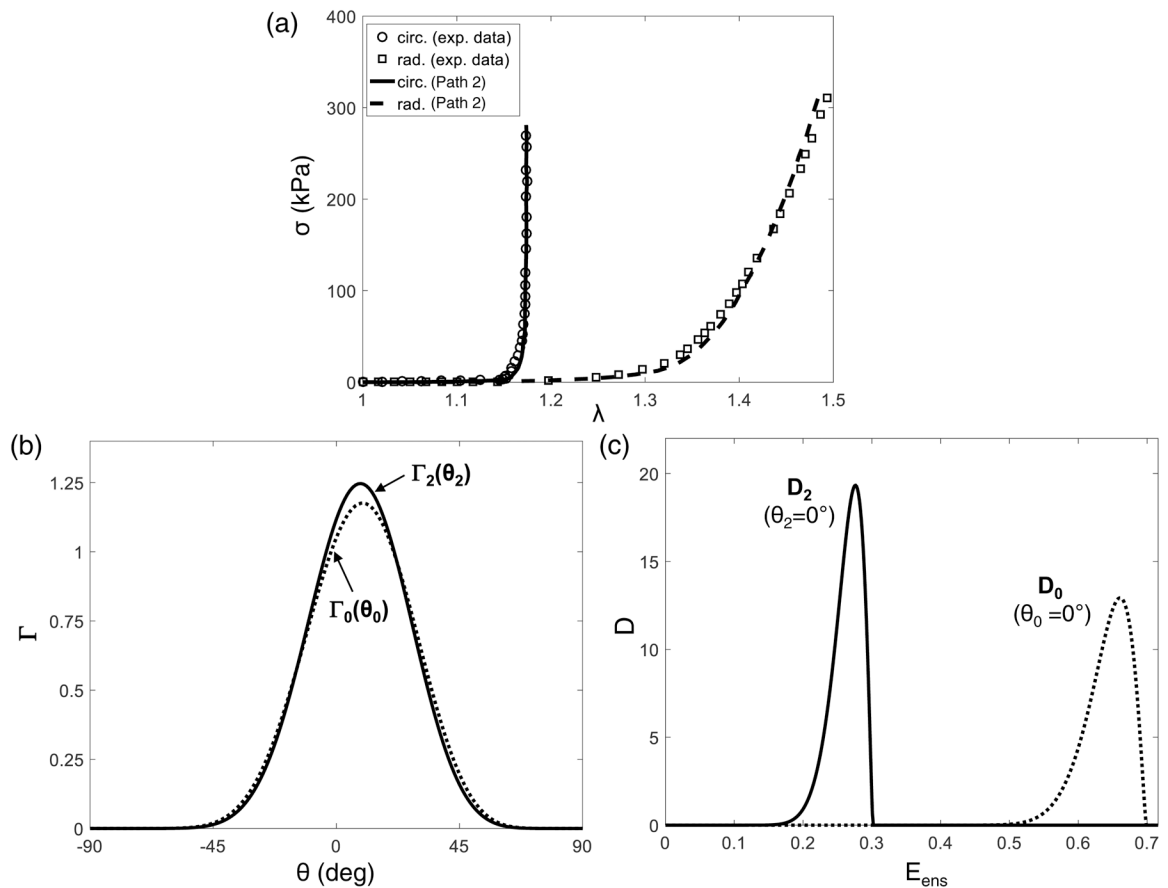 (a)
400
300
200
100
0
σ (kPa)
circ. (exp. data)
rad. (exp. data)
circ. (Path 2)
rad. (Path 2)
1
1.1
1.2
1.3
1.4
1.5
λ
(b)
1.25
1
0.75
0.5
0.25
0
Γ
Γ₂(θ₂)
Γ₀(θ₀)
-90
-45
0
45
90
θ (deg)
(c)
20
15
10
5
0
D
D₂
(θ₂=0°)
D₀
(θ₀ =0°)
0
0.1
0.2
0.3
0.4
0.5
0.6
0.7
Eₑₙₛ